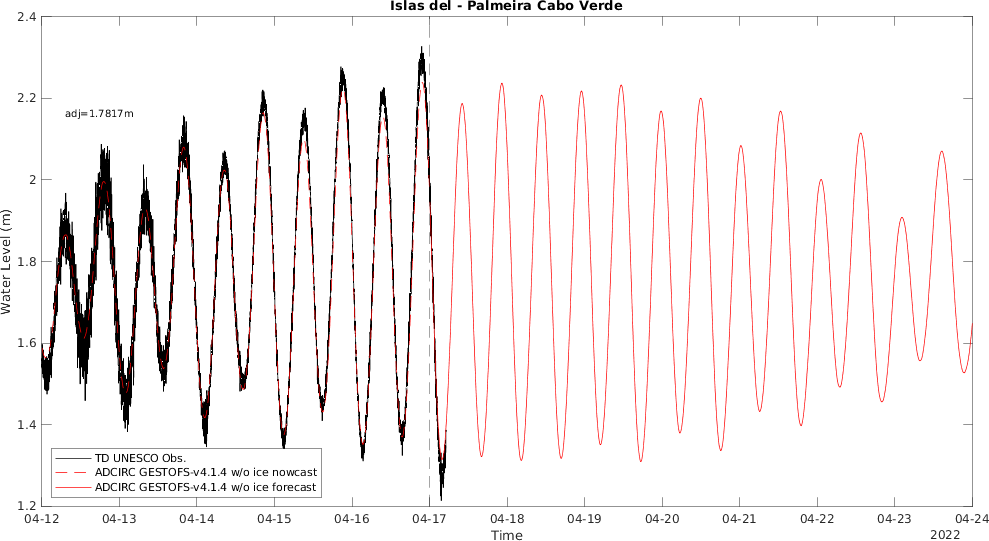 Islas del - Palmeira Cabo Verde
2.4
2.2
2
1.8
1.6
1.4
1.2
Water Level (m)
adj=1.7817m
TD UNESCO Obs.
ADCIRC GESTOFS-v4.1.4 w/o ice nowcast
ADCIRC GESTOFS-v4.1.4 w/o ice forecast
04-12 04-13 04-14 04-15 04-16 04-17 04-18 04-19 04-20 04-21 04-22 04-23 04-24
Time
2022